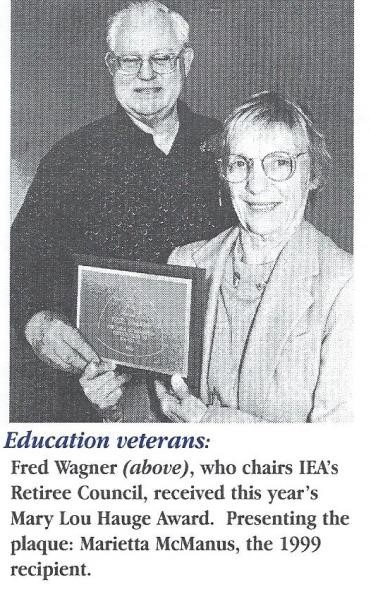 Education veterans:
Fred Wagner (above), who chairs IEA's
Retiree Council, received this year's
Mary Lou Hauge Award. Presenting the
plaque: Marietta McManus, the 1999
recipient.